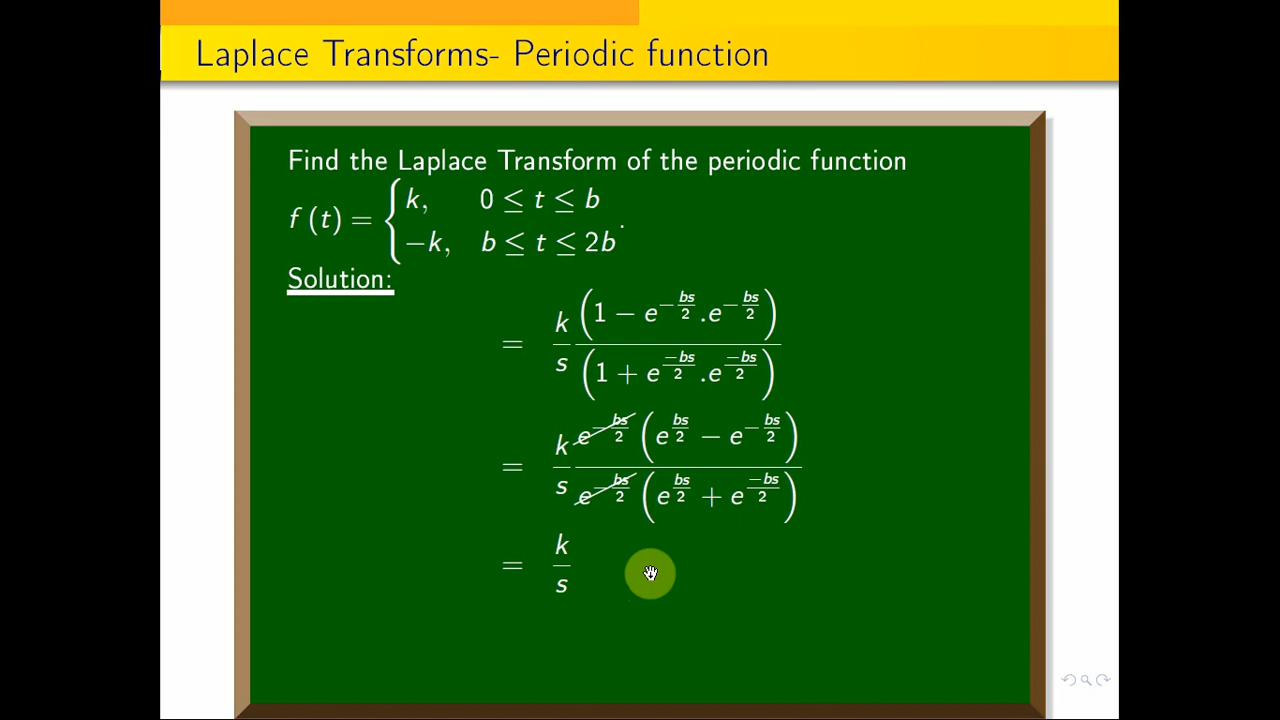 Laplace Transforms- Periodic function
Find the Laplace Transform of the periodic function
f (t) = { k, 0 ≤ t ≤ b
−k, b ≤ t ≤ 2b .
Solution:
= k/s (1 − e^{−bs/2}.e^{−bs/2}) / (1 + e^{−bs/2}.e^{−bs/2})
= k/s e^{−bs/2} (e^{bs/2} − e^{−bs/2}) / e^{−bs/2} (e^{bs/2} + e^{−bs/2})
= k/s